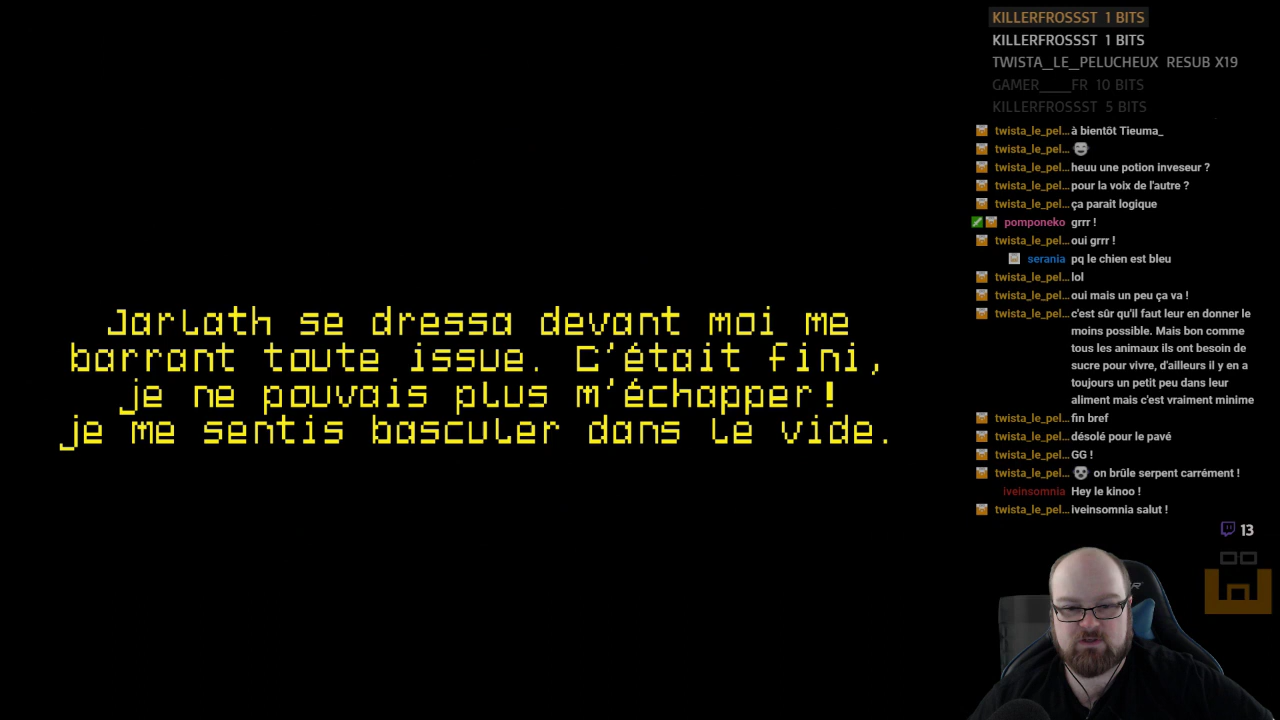 KILLERFROSSST 1 BITS
KILLERFROSSST 1 BITS
TWISTA__LE__PELUCHEUX RESUB X19
GAMER____FR 10 BITS
KILLERFROSSST 5 BITS
twista_le_pel... à bientôt Tieuma_
twista_le_pel...
twista_le_pel... heuu une potion inveseur ?
twista_le_pel... pour la voix de l'autre ?
twista_le_pel... ça parait logique
pomponeko grrr !
twista_le_pel... oui grrr !
serania pq le chien est bleu
twista_le_pel... lol
twista_le_pel... oui mais un peu ça va !
twista_le_pel... c'est sûr qu'il faut leur en donner le
moins possible. Mais bon comme
tous les animaux ils ont besoin de
sucre pour vivre, d'ailleurs il y en a
toujours un petit peu dans leur
aliment mais c'est vraiment minime
twista_le_pel... fin bref
twista_le_pel... désolé pour le pavé
twista_le_pel... GG !
twista_le_pel... on brûle serpent carrément !
iveinsomnia Hey le kinoo !
twista_le_pel... iveinsomnia salut !
13
Jarlath se dressa devant moi me
barrant toute issue. C'était fini,
je ne pouvais plus m'échapper!
je me sentis basculer dans le vide.